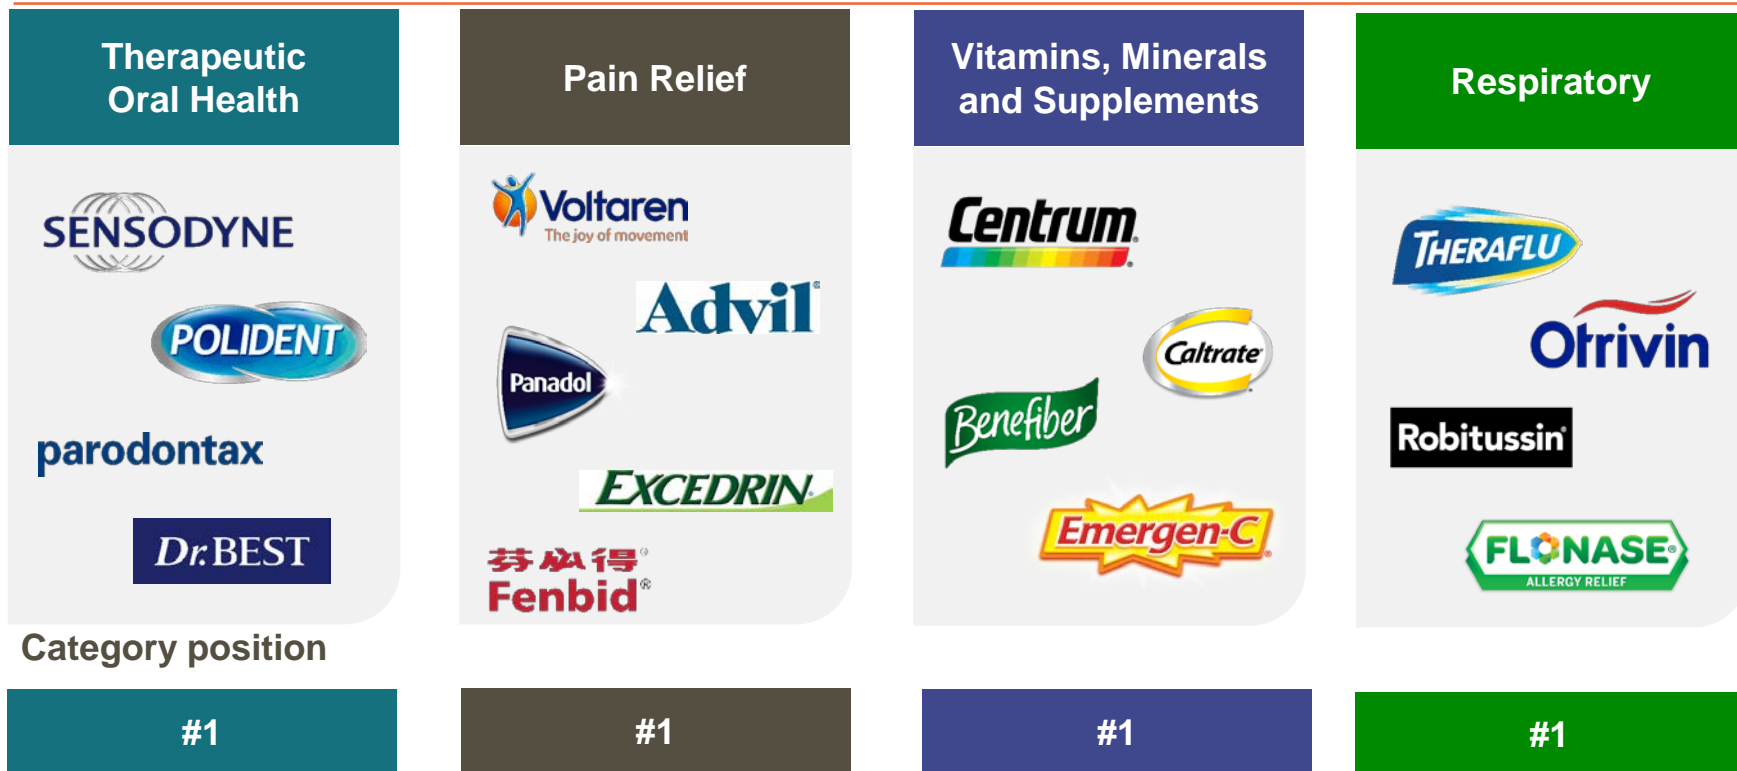 Therapeutic
Oral Health
SENSODYNE
POLIDENT
parodontax
Dr.BEST
Pain Relief
Voltaren
The joy of movement
Advil®
Panadol
EXCEDRIN®
芬必得®
Fenbid®
Vitamins, Minerals
and Supplements
Centrum®
Caltrate
Benefiber
Emergen-C®
Respiratory
THERAFLU
Otrivin
Robitussin
FLONASE®
ALLERGY RELIEF
Category position
#1
#1
#1
#1